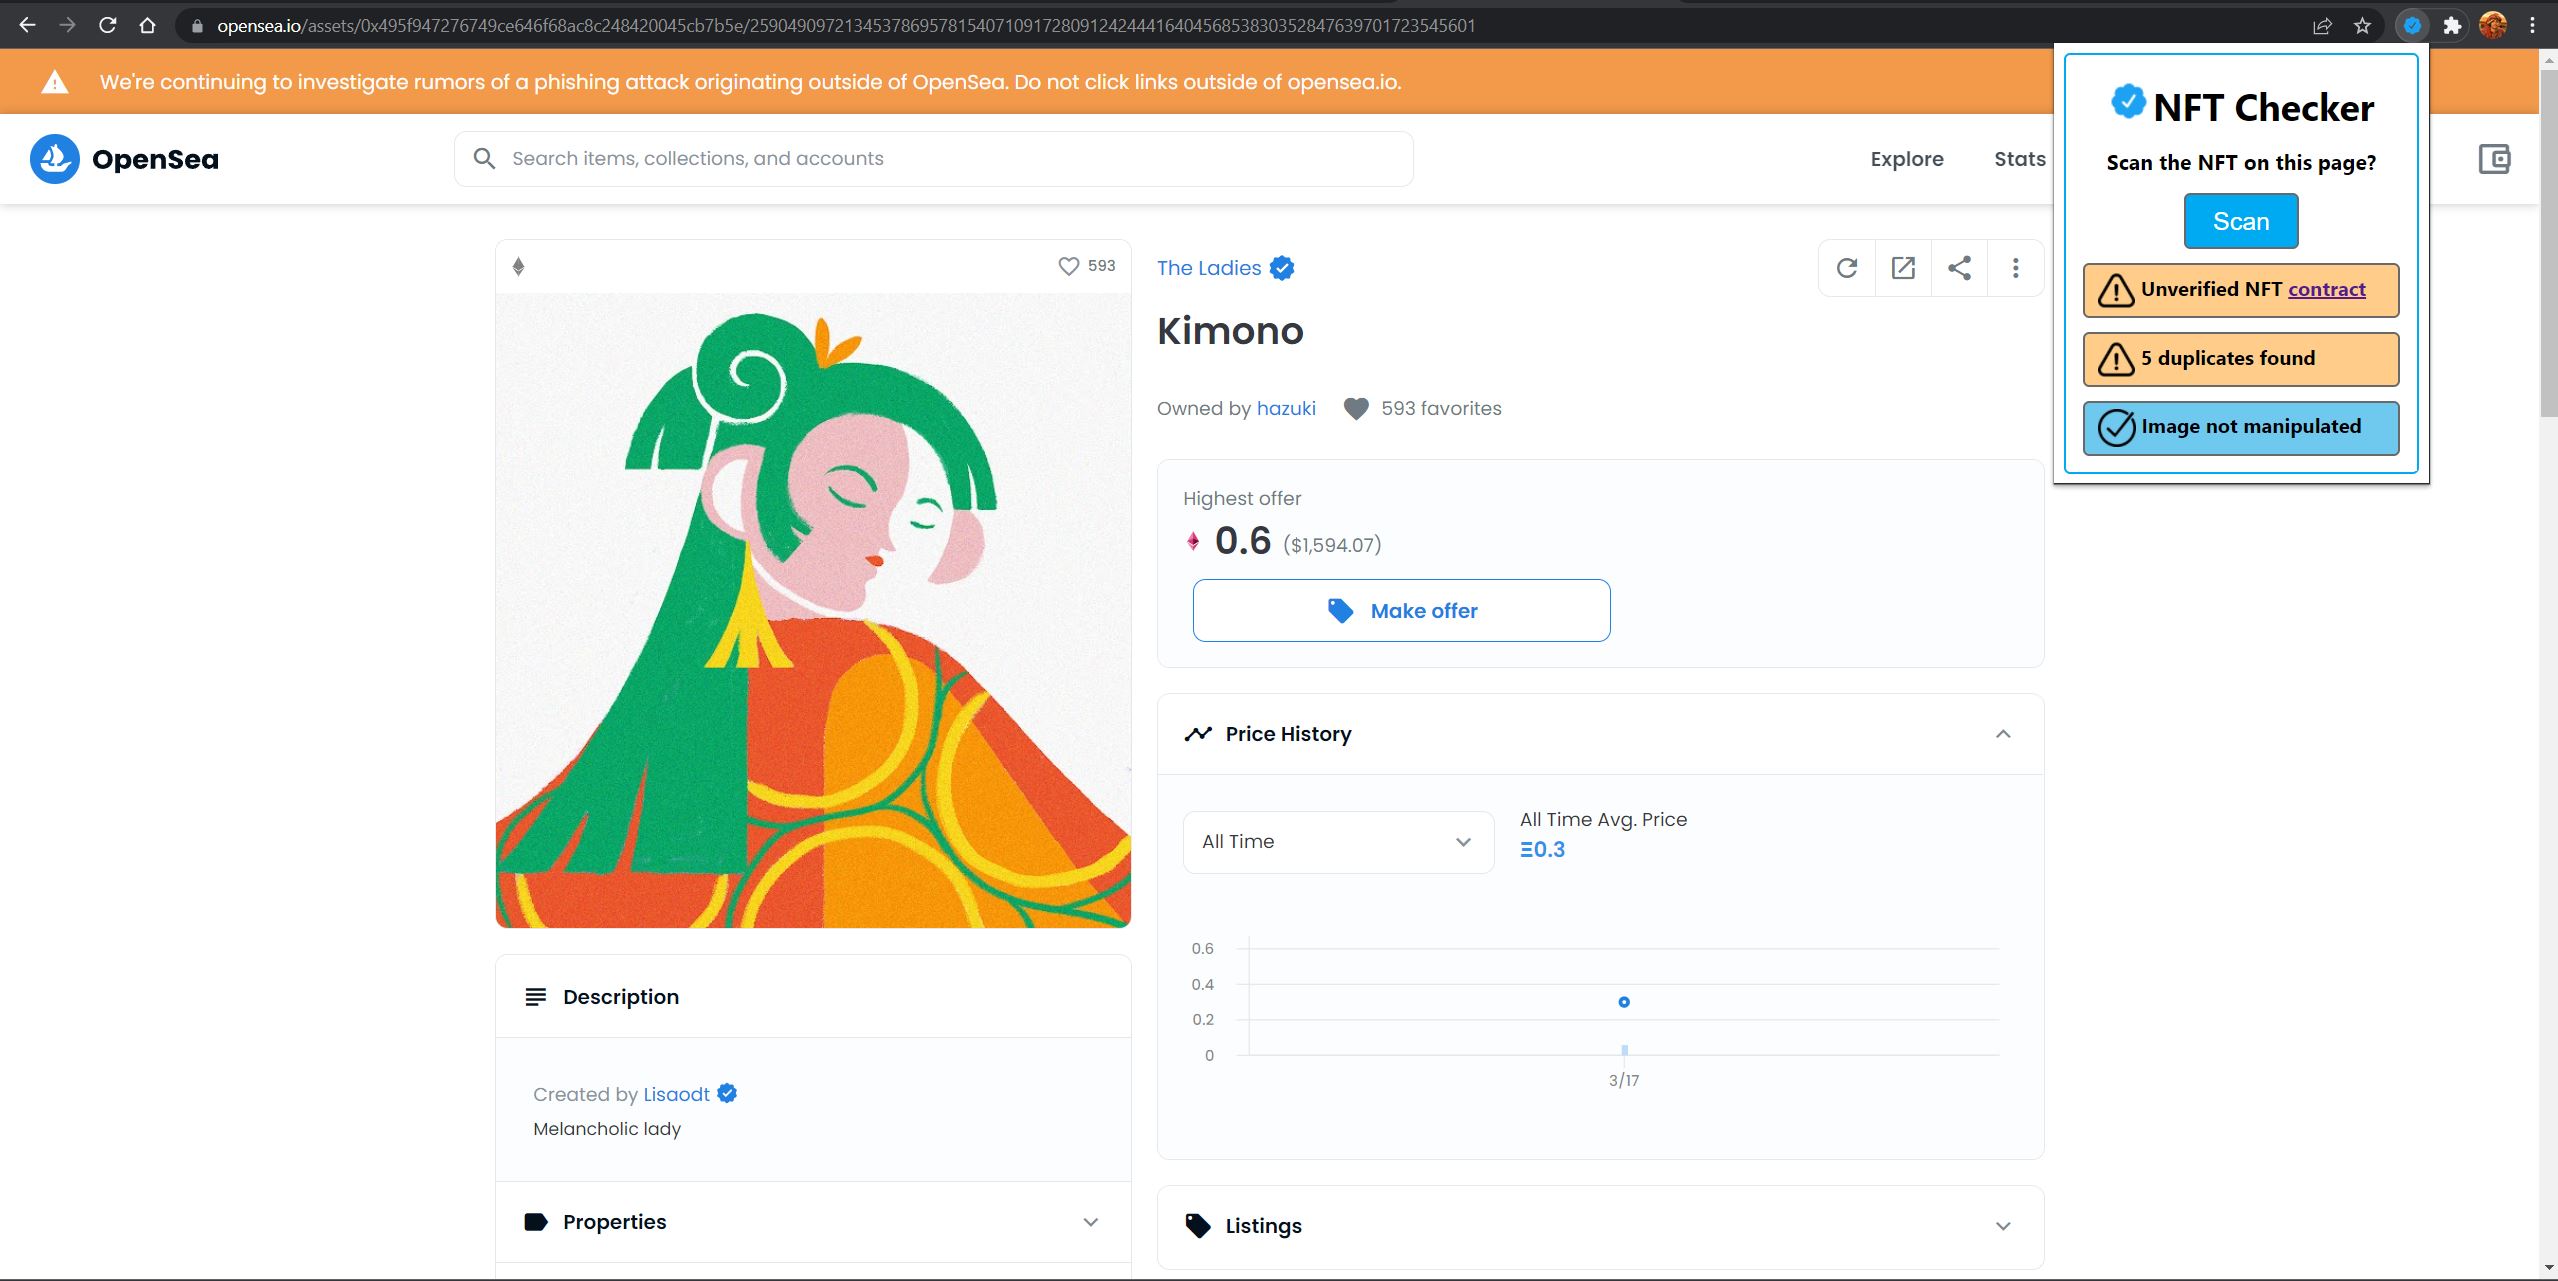 opensea.io/assets/0x495f947276749ce646f68ac8c248420045cb7b5e/25904909721345378695781540710917280912424441640456853830352847639701723545601
We're continuing to investigate rumors of a phishing attack originating outside of OpenSea. Do not click links outside of opensea.io.
OpenSea
Search items, collections, and accounts
Explore
Stats
NFT Checker
Scan the NFT on this page?
Scan
Unverified NFT contract
5 duplicates found
Image not manipulated
593
The Ladies
Kimono
Owned by hazuki
593 favorites
Highest offer
0.6 ($1,594.07)
Make offer
Price History
All Time
All Time Avg. Price
Ξ0.3
0.6
0.4
0.2
0
3/17
Listings
Description
Created by Lisaodt
Melancholic lady
Properties